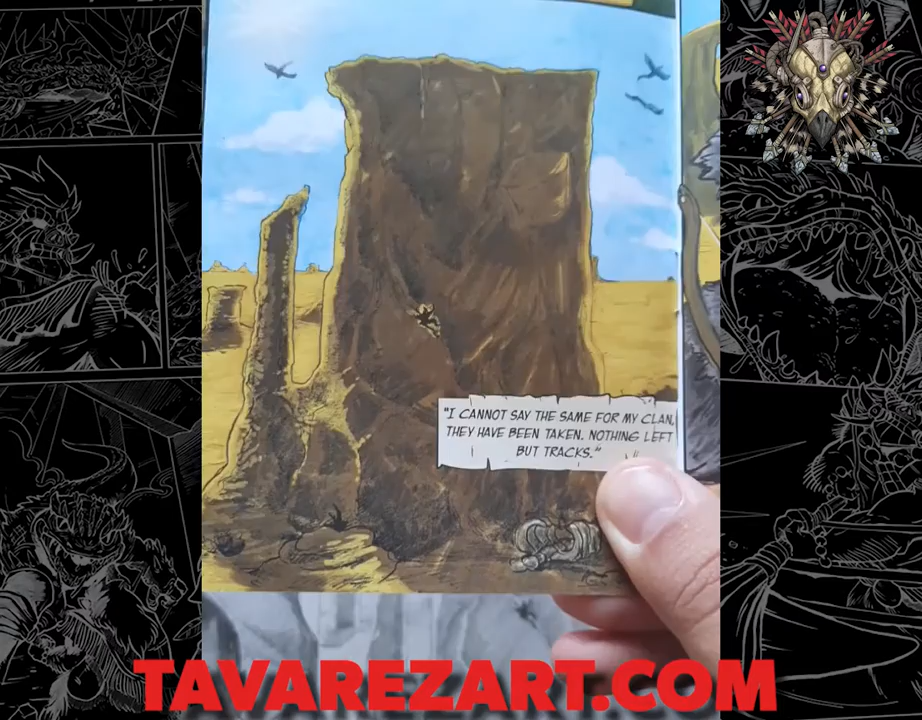 "I CANNOT SAY THE SAME FOR MY CLAN,
THEY HAVE BEEN TAKEN. NOTHING LEFT
BUT TRACKS."
TAVAREZART.COM